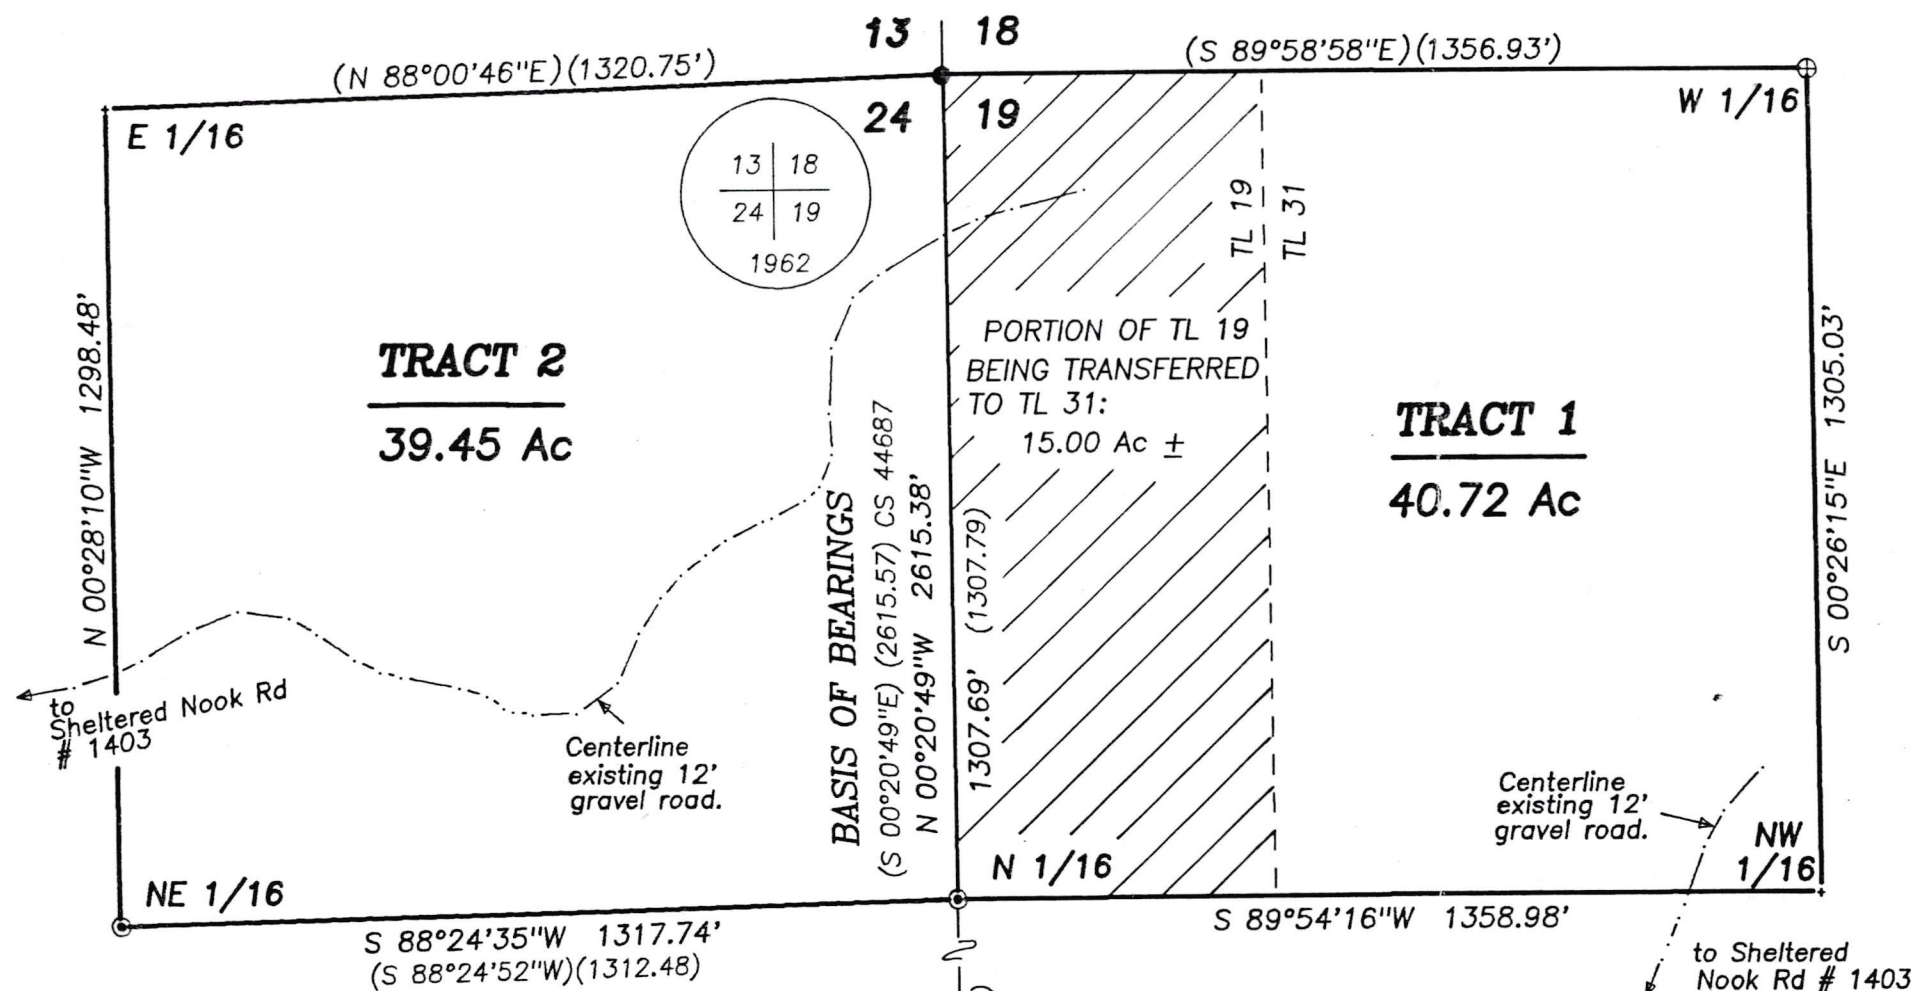 13 18
(N 88°00'46"E)(1320.75')
(S 89°58'58"E)(1356.93')
E 1/16
24 19
W 1/16
13 18
24 19
1962
TL 19
TL 31
N 00°28'10"W 1298.48'
TRACT 2
39.45 Ac
PORTION OF TL 19
BEING TRANSFERRED
TO TL 31:
15.00 Ac ±
TRACT 1
40.72 Ac
S 00°26'15"E 1305.03'
BASIS OF BEARINGS
(S 00°20'49"E) (2615.57) CS 44687
N 00°20'49"W 2615.38'
1307.69' (1307.79)
to
Sheltered Nook Rd
# 1403
Centerline
existing 12'
gravel road.
Centerline
existing 12'
gravel road.
NW
1/16
N 1/16
NE 1/16
S 88°24'35"W 1317.74'
(S 88°24'52"W)(1312.48)
S 89°54'16"W 1358.98'
to Sheltered
Nook Rd # 1403